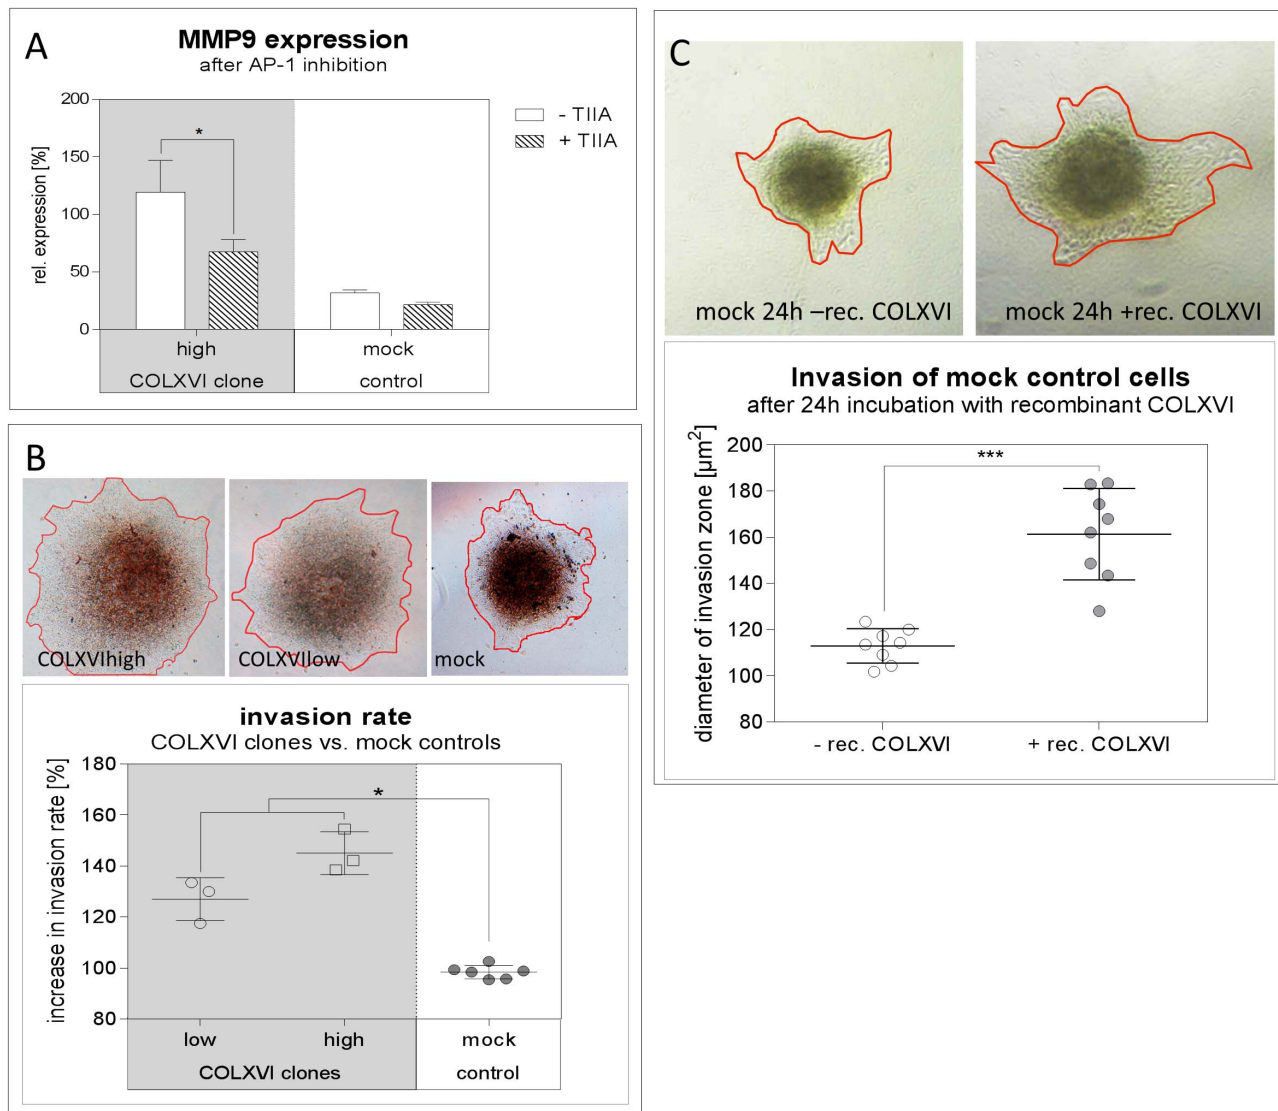 A
MMP9 expression
after AP-1 inhibition
rel. expression [%]
200
150
100
50
0
*
- TIIA
+ TIIA
high
mock
COLXVI clone
control
B
COLXVIhigh
COLXVIlow
mock
invasion rate
COLXVI clones vs. mock controls
increase in invasion rate [%]
180
160
140
120
100
80
*
low
high
mock
COLXVI clones
control
C
mock 24h –rec. COLXVI
mock 24h +rec. COLXVI
Invasion of mock control cells
after 24h incubation with recombinant COLXVI
diameter of invasion zone [µm²]
200
180
160
140
120
100
80
***
- rec. COLXVI
+ rec. COLXVI